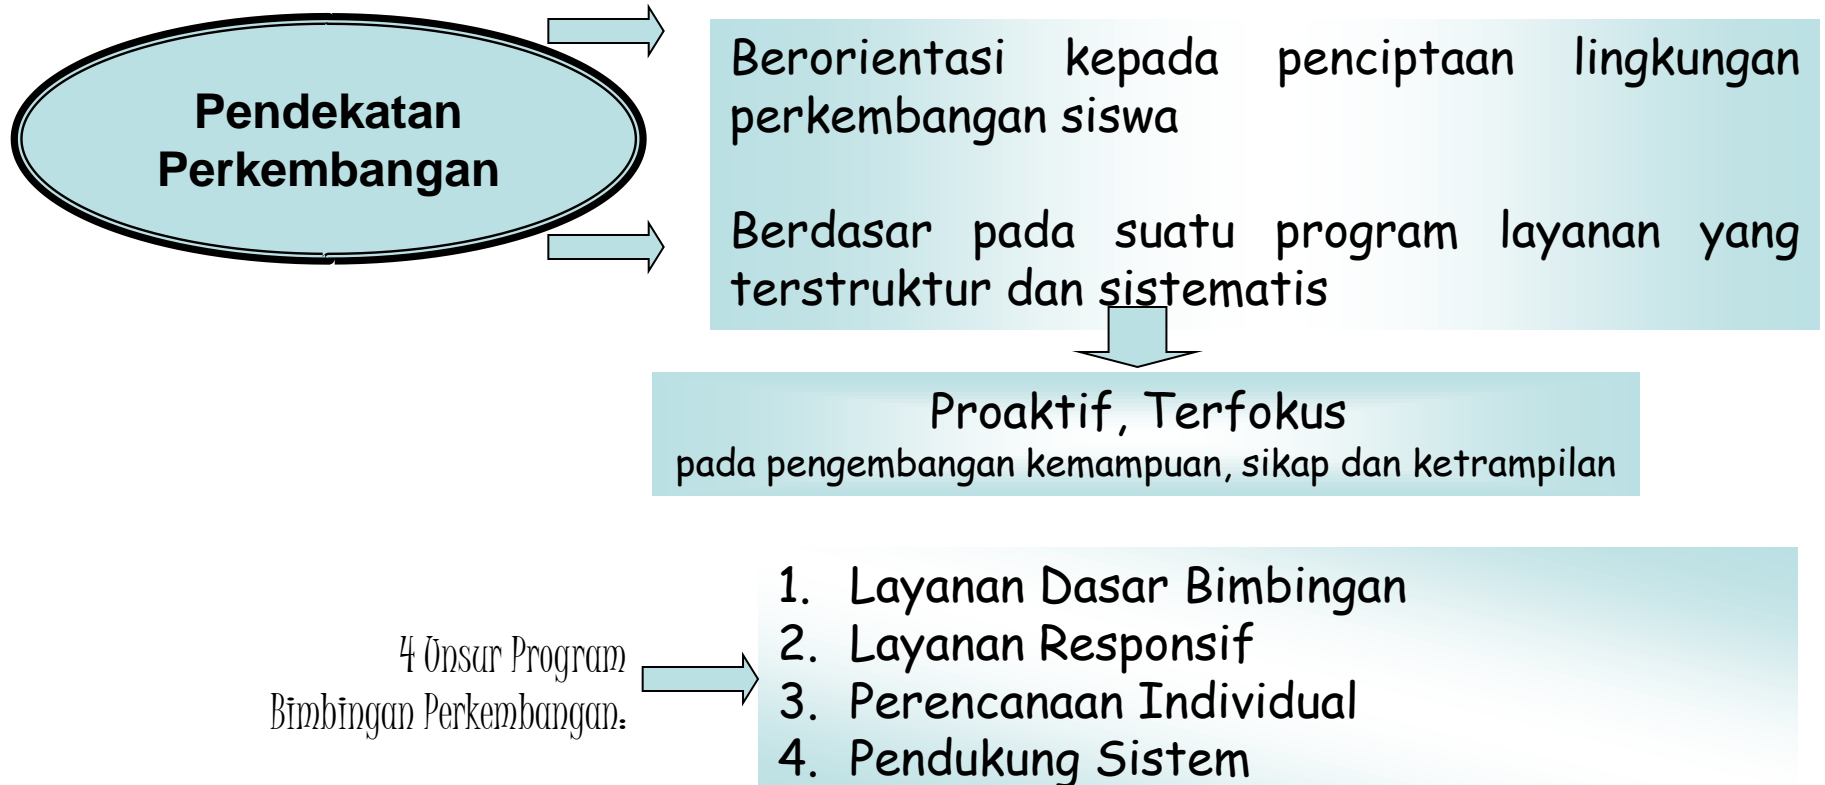 Pendekatan
Perkembangan
Berorientasi kepada penciptaan lingkungan
perkembangan siswa
Berdasar pada suatu program layanan yang
terstruktur dan sistematis
Proaktif, Terfokus
pada pengembangan kemampuan, sikap dan ketrampilan
4 Unsur Program
Bimbingan Perkembangan:
1. Layanan Dasar Bimbingan
2. Layanan Responsif
3. Perencanaan Individual
4. Pendukung Sistem